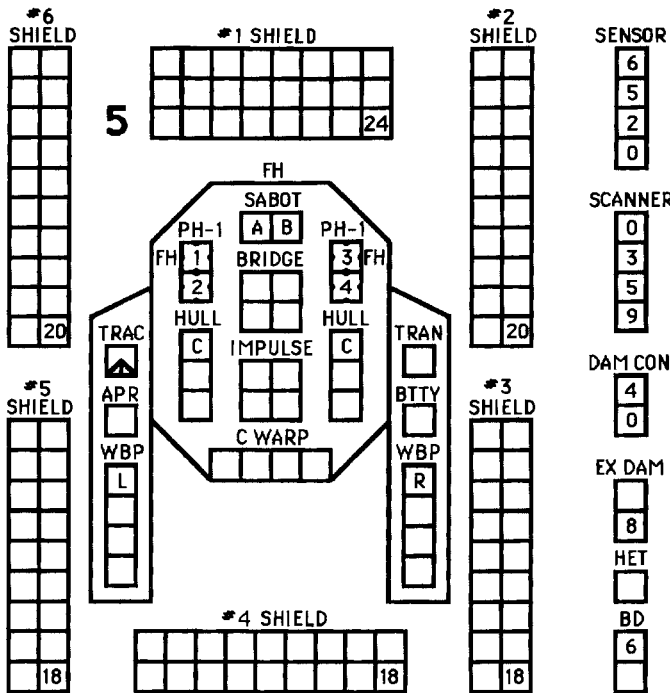 #6
SHIELD
#1 SHIELD
#2
SHIELD
SENSOR
6
5
2
0
5
24
FH
SABOT
A B
PH-1
FH 1
2
PH-1
3 FH
4
BRIDGE
SCANNER
0
3
5
9
HULL
C
HULL
C
IMPULSE
20
20
TRAC
TRAN
DAM CON
4
0
#5
SHIELD
#3
SHIELD
APR
BTTY
C WARP
WBP
L
WBP
R
EX DAM
8
HET
#4 SHIELD
BD
6
18
18
18